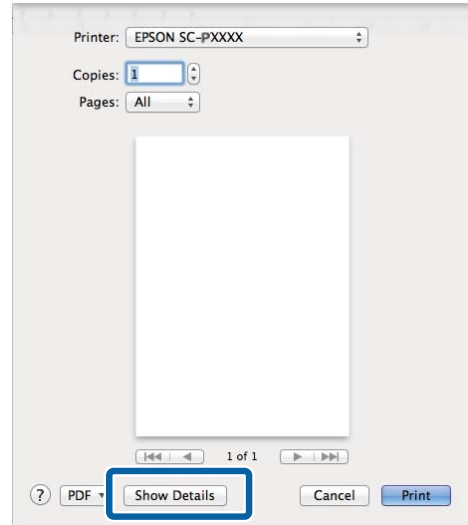 Printer: EPSON SC-PXXXX
Copies: 1
Pages: All
1 of 1
? PDF Show Details Cancel Print